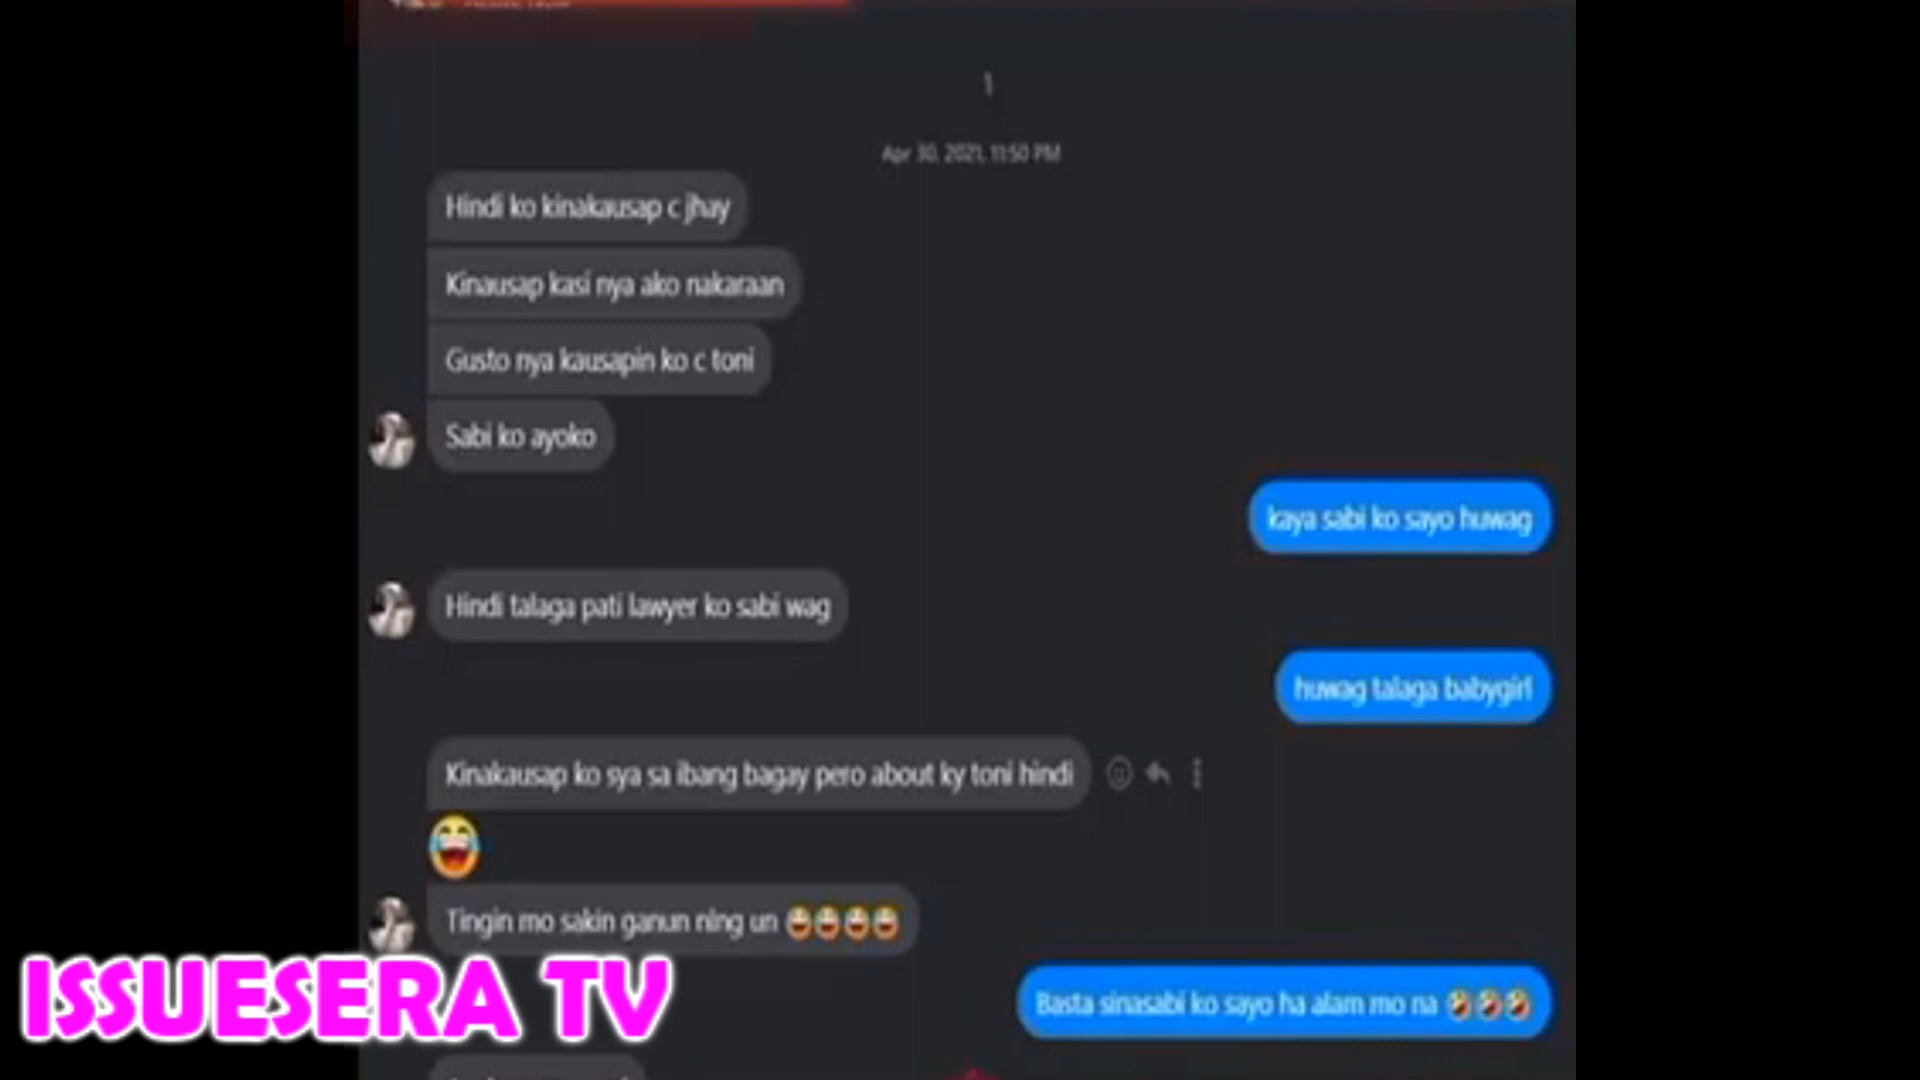 1
Apr 30, 2021, 11:50 PM
Hindi ko kinakausap c jhay
Kinausap kasi nya ako nakaraan
Gusto nya kausapin ko c toni
Sabi ko ayoko
kaya sabi ko sayo huwag
Hindi talaga pati lawyer ko sabi wag
huwag talaga babygirl
Kinakausap ko sya sa ibang bagay pero about ky toni hindi
😂
Tingin mo sakin ganun ning un 😂😂😂😂
Basta sinasabi ko sayo ha alam mo na 🤣🤣🤣
ISSUESERA TV